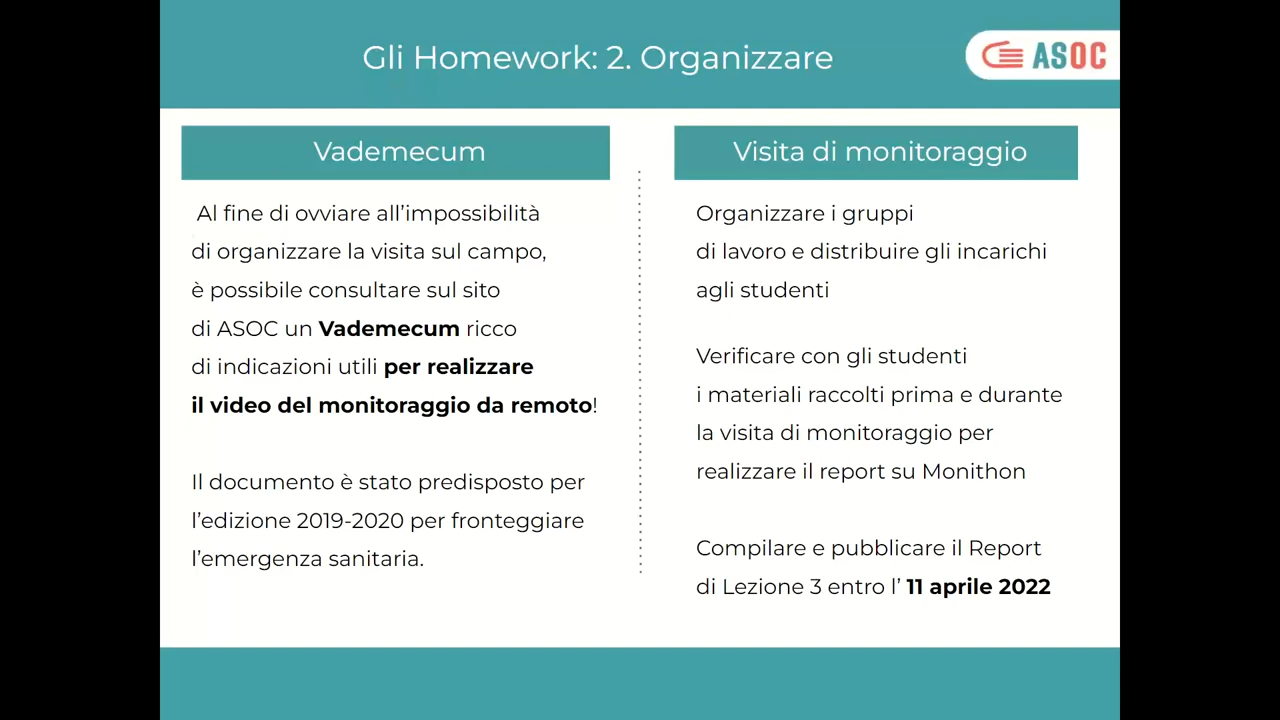 Gli Homework: 2. Organizzare
ASOC
Vademecum
Al fine di ovviare all'impossibilità
di organizzare la visita sul campo,
è possibile consultare sul sito
di ASOC un Vademecum ricco
di indicazioni utili per realizzare
il video del monitoraggio da remoto!
Il documento è stato predisposto per
l'edizione 2019-2020 per fronteggiare
l'emergenza sanitaria.
Visita di monitoraggio
Organizzare i gruppi
di lavoro e distribuire gli incarichi
agli studenti
Verificare con gli studenti
i materiali raccolti prima e durante
la visita di monitoraggio per
realizzare il report su Monithon
Compilare e pubblicare il Report
di Lezione 3 entro l' 11 aprile 2022